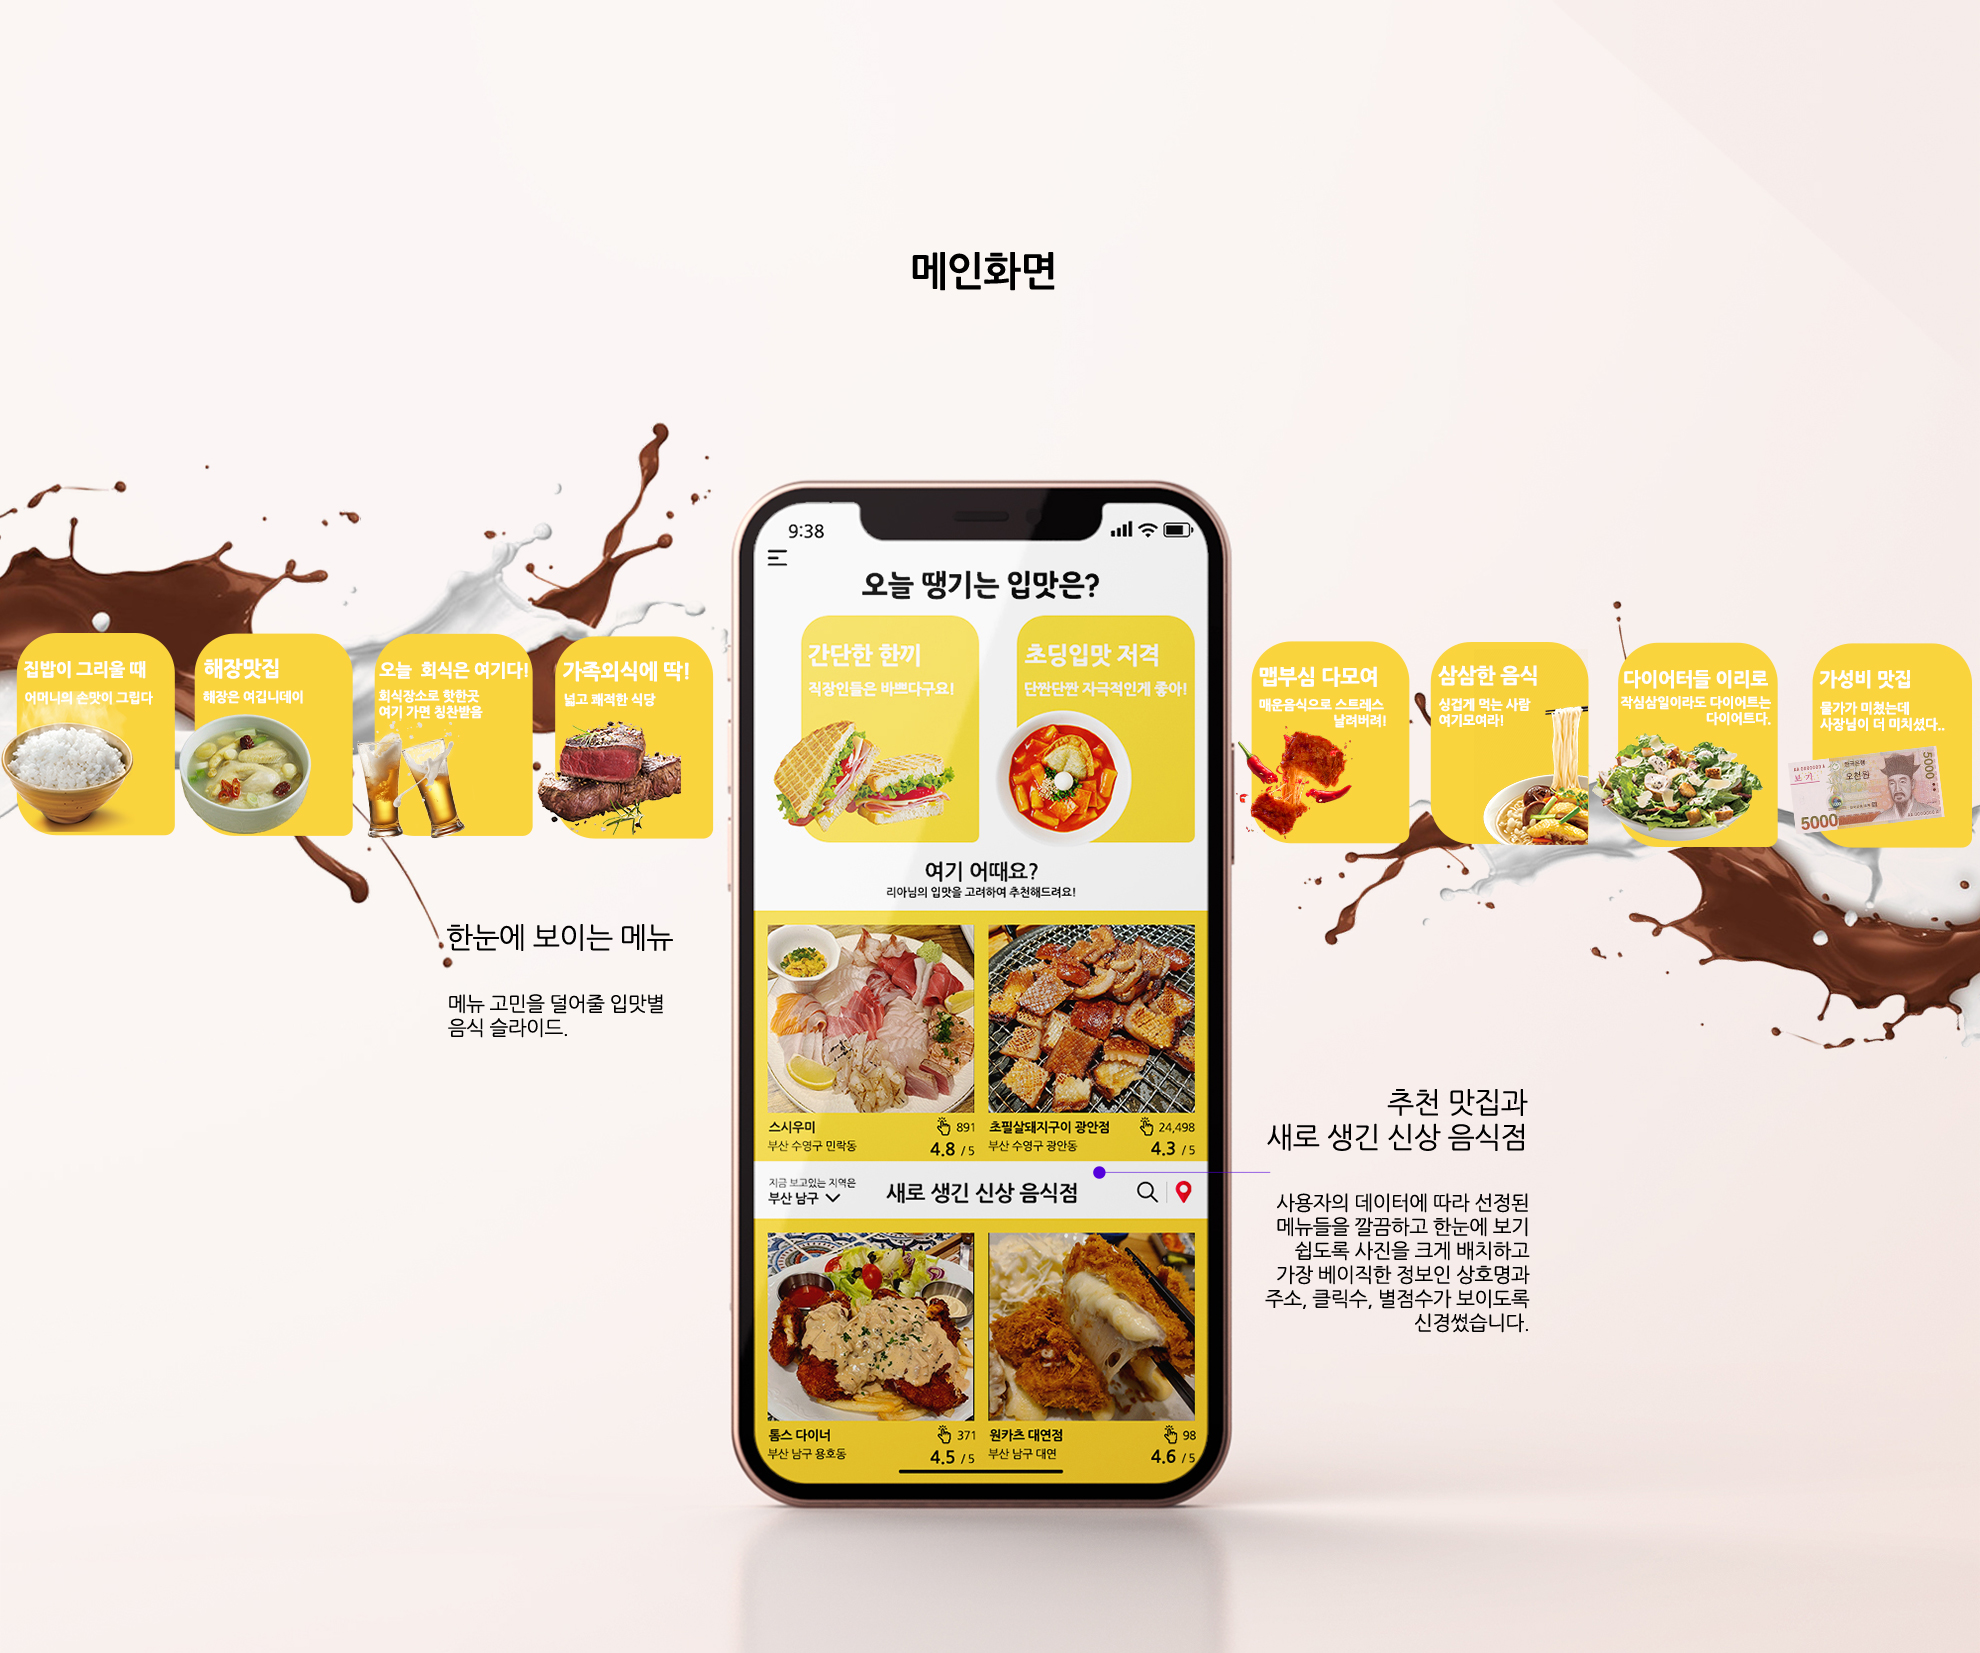 메인화면
집밥이 그리울 때
어머니의 손맛이 그립다
해장맛집
해장은 여깁니데이
오늘 회식은 여기다!
회식장소로 핫한곳
여기 가면 칭찬받음
가족외식에 딱!
넓고 쾌적한 식당
9:38
오늘 땡기는 입맛은?
간단한 한끼
직장인들은 바쁘다구요!
초딩입맛 저격
단짠단짠 자극적인게 좋아!
맵부심 다모여
매운음식으로 스트레스
날려버려!
삼삼한 음식
싱겁게 먹는 사람
여기모여라!
다이어터들 이리로
작심삼일이라도 다이어트는
다이어트다.
가성비 맛집
물가가 미쳤는데
사장님이 더 미치셨다..
보기
한국은행
오천원
5000
5000
여기 어때요?
리아님의 입맛을 고려하여 추천해드려요!
한눈에 보이는 메뉴
메뉴 고민을 덜어줄 입맛별
음식 슬라이드.
스시우미
891
부산 수영구 민락동
4.8 / 5
초필살돼지구이 광안점
24,498
부산 수영구 광안동
4.3 / 5
지금 보고있는 지역은
부산 남구
새로 생긴 신상 음식점
톰스 다이너
371
부산 남구 용호동
4.5 / 5
원카츠 대연점
98
부산 남구 대연
4.6 / 5
추천 맛집과
새로 생긴 신상 음식점
사용자의 데이터에 따라 선정된
메뉴들을 깔끔하고 한눈에 보기
쉽도록 사진을 크게 배치하고
가장 베이직한 정보인 상호명과
주소, 클릭수, 별점수가 보이도록
신경썼습니다.